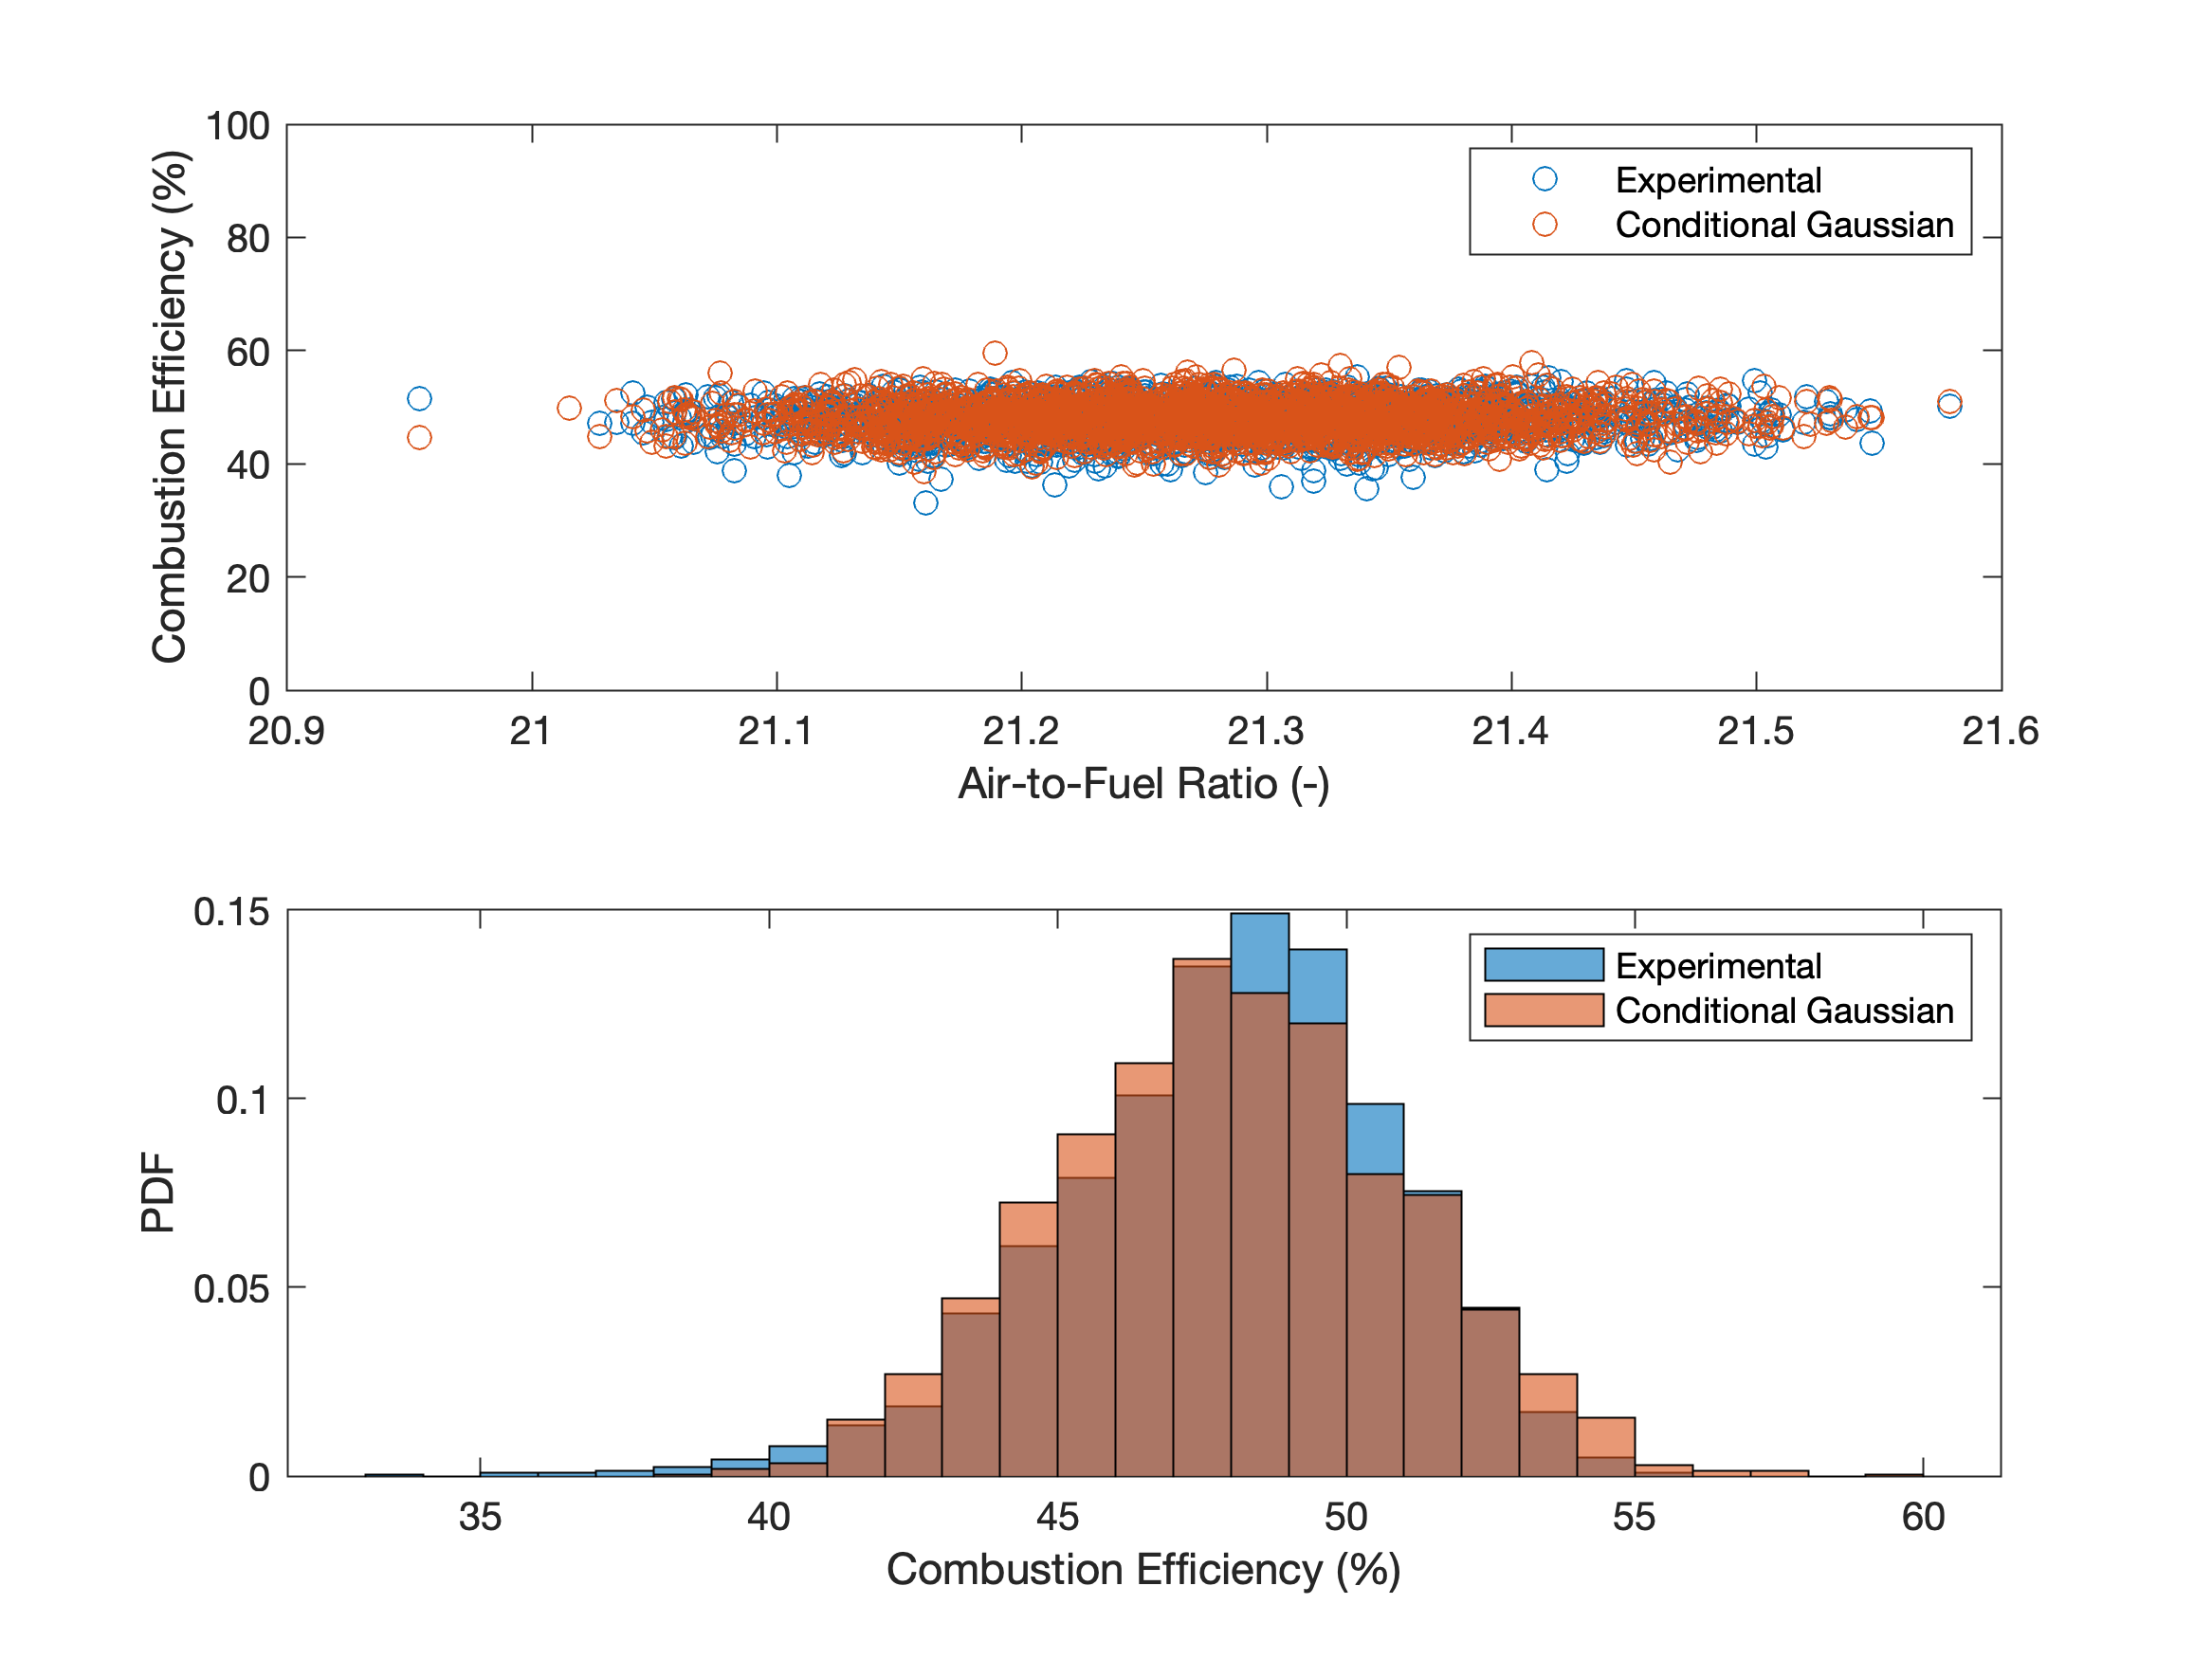 100
80
60
40
20
0
Combustion Efficiency (%)
Experimental
Conditional Gaussian
20.9 21 21.1 21.2 21.3 21.4 21.5 21.6
Air-to-Fuel Ratio (-)
0.15
0.1
0.05
0
PDF
Experimental
Conditional Gaussian
35 40 45 50 55 60
Combustion Efficiency (%)